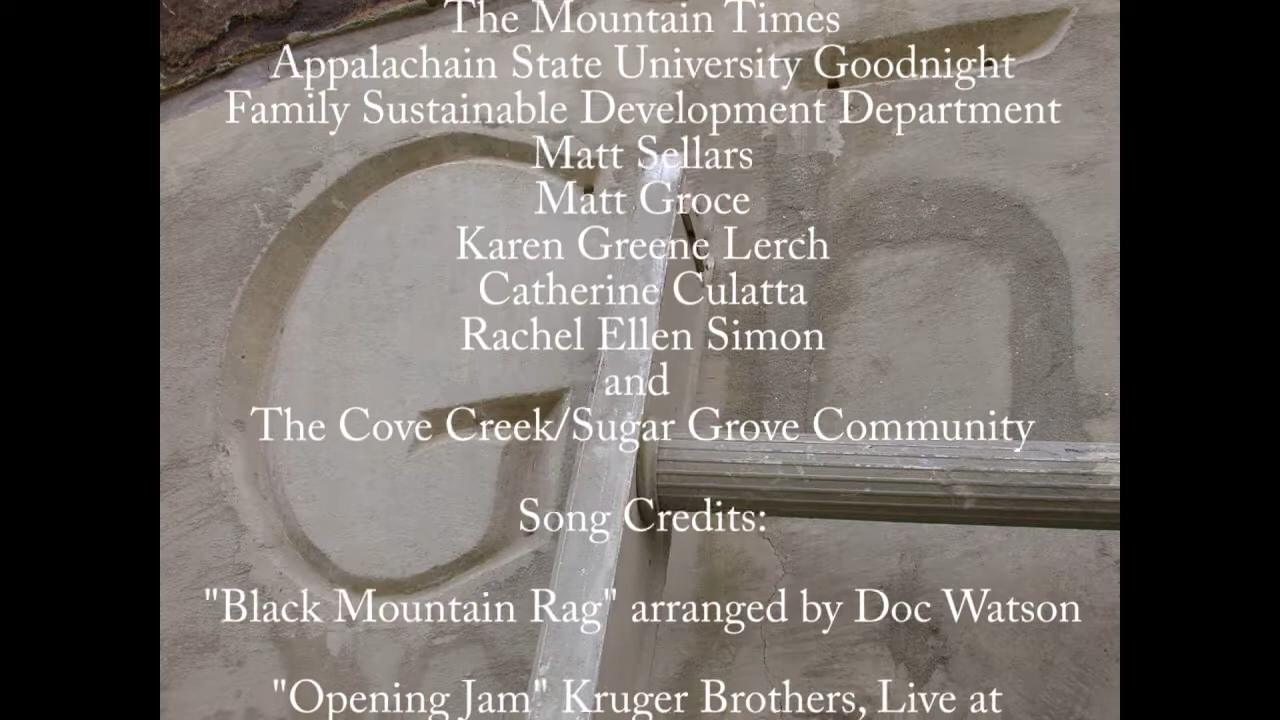 The Mountain Times
Appalachain State University Goodnight
Family Sustainable Development Department
Matt Sellars
Matt Groce
Karen Greene Lerch
Catherine Culatta
Rachel Ellen Simon
and
The Cove Creek/Sugar Grove Community
Song Credits:
"Black Mountain Rag" arranged by Doc Watson
"Opening Jam" Kruger Brothers, Live at